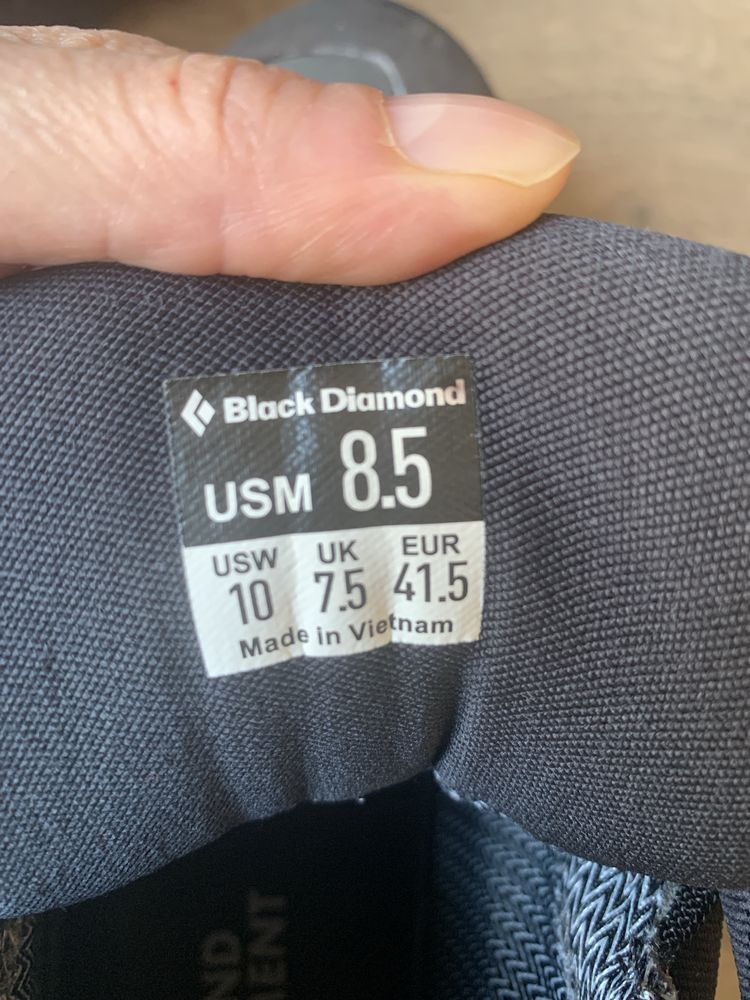 Black Diamond
USM 8.5
USW UK EUR
10 7.5 41.5
Made in Vietnam